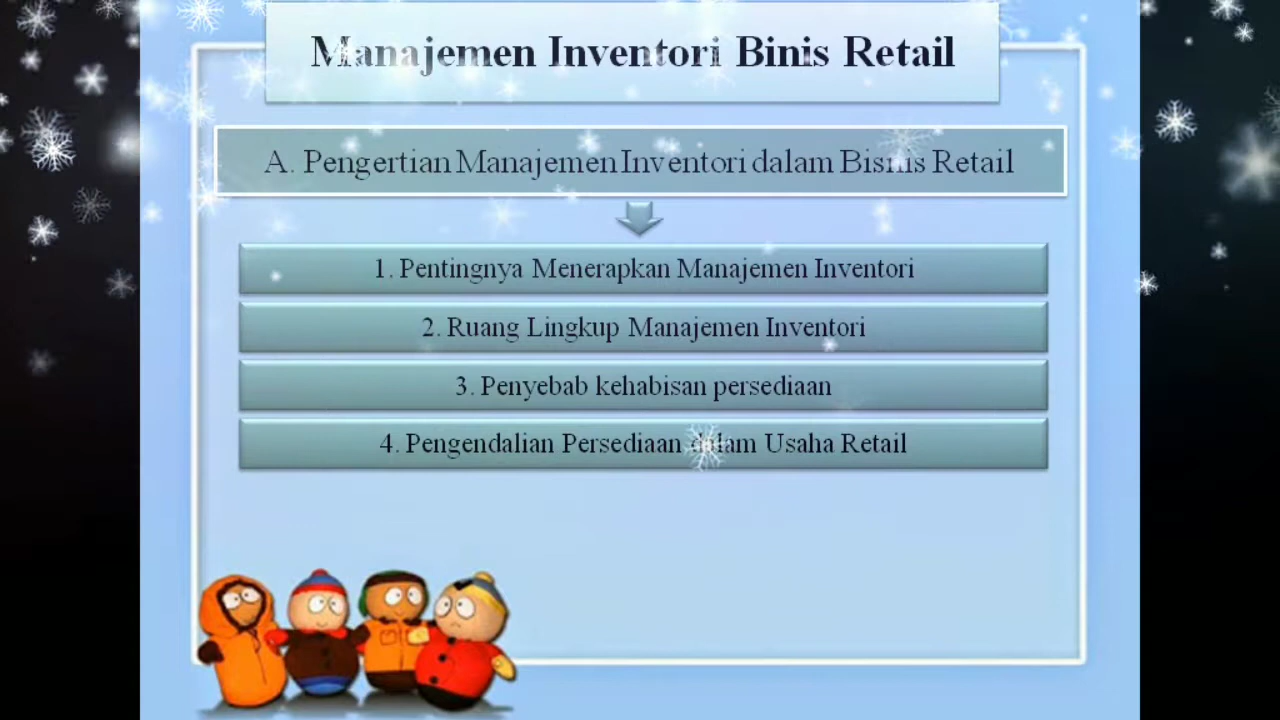 Manajemen Inventori Binis Retail
A. Pengertian Manajemen Inventori dalam Bisnis Retail
1. Pentingnya Menerapkan Manajemen Inventori
2. Ruang Lingkup Manajemen Inventori
3. Penyebab kehabisan persediaan
4. Pengendalian Persediaan dalam Usaha Retail